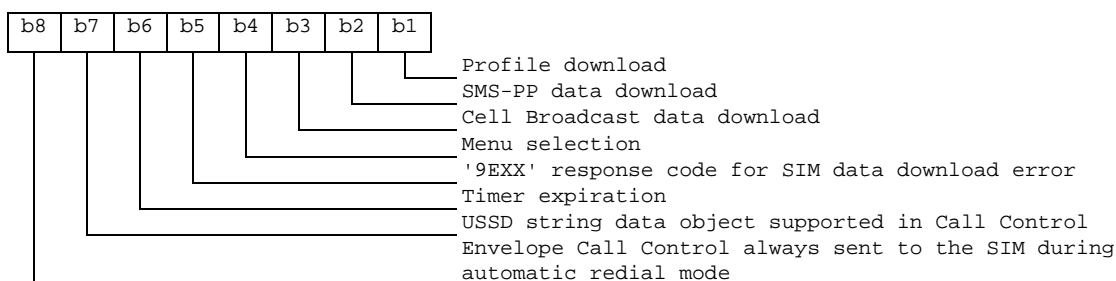 b8 b7 b6 b5 b4 b3 b2 b1
Profile download
SMS-PP data download
Cell Broadcast data download
Menu selection
'9EXX' response code for SIM data download error
Timer expiration
USSD string data object supported in Call Control
Envelope Call Control always sent to the SIM during
automatic redial mode